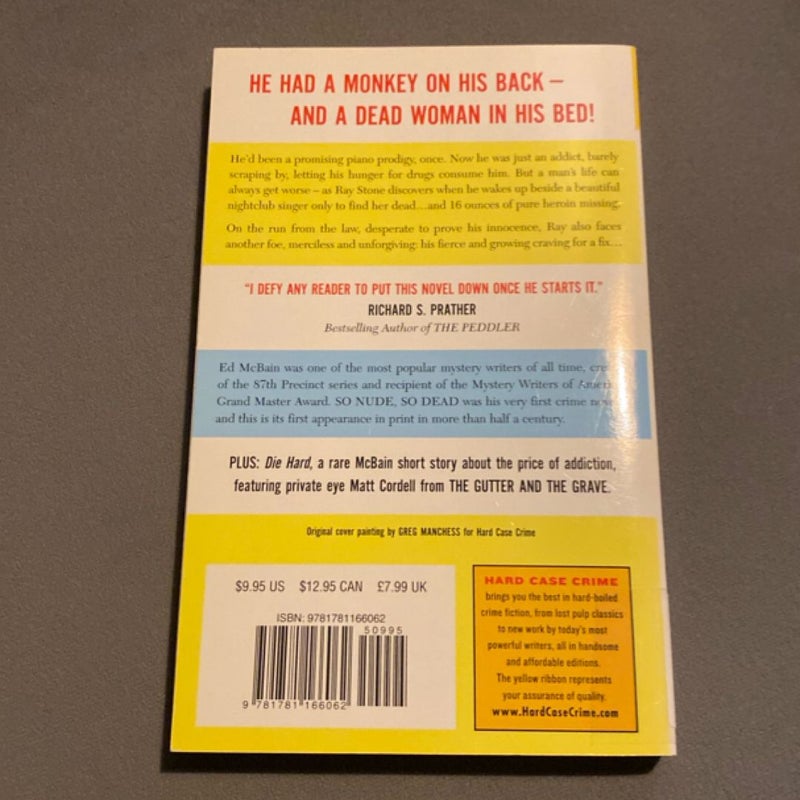 HE HAD A MONKEY ON HIS BACK –
AND A DEAD WOMAN IN HIS BED!
He'd been a promising piano prodigy, once. Now he was just an addict, barely
scraping by, letting his hunger for drugs consume him. But a man's life can
always get worse – as Ray Stone discovers when he wakes up beside a beautiful
nightclub singer only to find her dead...and 16 ounces of pure heroin missing.
On the run from the law, desperate to prove his innocence, Ray also faces
another foe, merciless and unforgiving: his fierce and growing craving for a fix...
"I DEFY ANY READER TO PUT THIS NOVEL DOWN ONCE HE STARTS IT."
RICHARD S. PRATHER
Bestselling Author of THE PEDDLER
Ed McBain was one of the most popular mystery writers of all time,
of the 87th Precinct series and recipient of the Mystery Writers of
Grand Master Award. SO NUDE, SO DEAD was his very first crime
and this is its first appearance in print in more than half a century.
PLUS: Die Hard, a rare McBain short story about the price of addiction,
featuring private eye Matt Cordell from THE GUTTER AND THE GRAVE.
Original cover painting by GREG MANCHESS for Hard Case Crime
$9.95 US $12.95 CAN £7.99 UK
ISBN: 9781781166062
50995
9 781781 166062
HARD CASE CRIME
brings you the best in hard-boiled
crime fiction, from lost pulp classics
to new work by today's most
powerful writers, all in handsome
and affordable editions.
The yellow ribbon represents
your assurance of quality.
www.HardCaseCrime.com